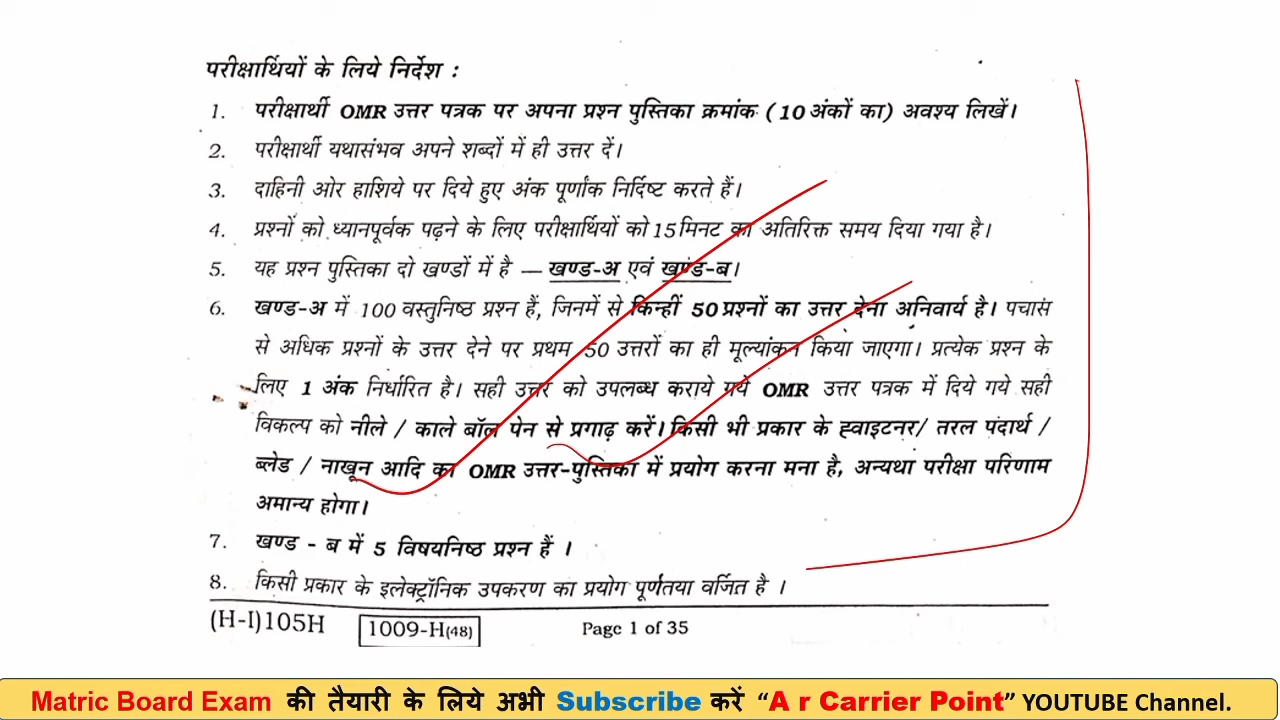 परीक्षार्थियों के लिये निर्देश :
1. परीक्षार्थी OMR उत्तर पत्रक पर अपना प्रश्न पुस्तिका क्रमांक (10 अंकों का) अवश्य लिखें।
2. परीक्षार्थी यथासंभव अपने शब्दों में ही उत्तर दें।
3. दाहिनी ओर हाशिये पर दिये हुए अंक पूर्णांक निर्दिष्ट करते हैं।
4. प्रश्नों को ध्यानपूर्वक पढ़ने के लिए परीक्षार्थियों को 15 मिनट का अतिरिक्त समय दिया गया है।
5. यह प्रश्न पुस्तिका दो खण्डों में है — खण्ड-अ एवं खण्ड-ब।
6. खण्ड-अ में 100 वस्तुनिष्ठ प्रश्न हैं, जिनमें से किन्हीं 50 प्रश्नों का उत्तर देना अनिवार्य है। पचास
से अधिक प्रश्नों के उत्तर देने पर प्रथम 50 उत्तरों का ही मूल्यांकन किया जाएगा। प्रत्येक प्रश्न के
लिए 1 अंक निर्धारित है। सही उत्तर को उपलब्ध कराये गये OMR उत्तर पत्रक में दिये गये सही
विकल्प को नीले / काले बॉल पेन से प्रगाढ़ करें। किसी भी प्रकार के ह्वाइटनर/ तरल पदार्थ /
ब्लेड / नाखून आदि का OMR उत्तर-पुस्तिका में प्रयोग करना मना है, अन्यथा परीक्षा परिणाम
अमान्य होगा।
7. खण्ड - ब में 5 विषयनिष्ठ प्रश्न हैं ।
8. किसी प्रकार के इलेक्ट्रॉनिक उपकरण का प्रयोग पूर्णतया वर्जित है ।
(H-I)105H 1009-H(48) Page 1 of 35
Matric Board Exam की तैयारी के लिये अभी Subscribe करें “A r Carrier Point” YOUTUBE Channel.